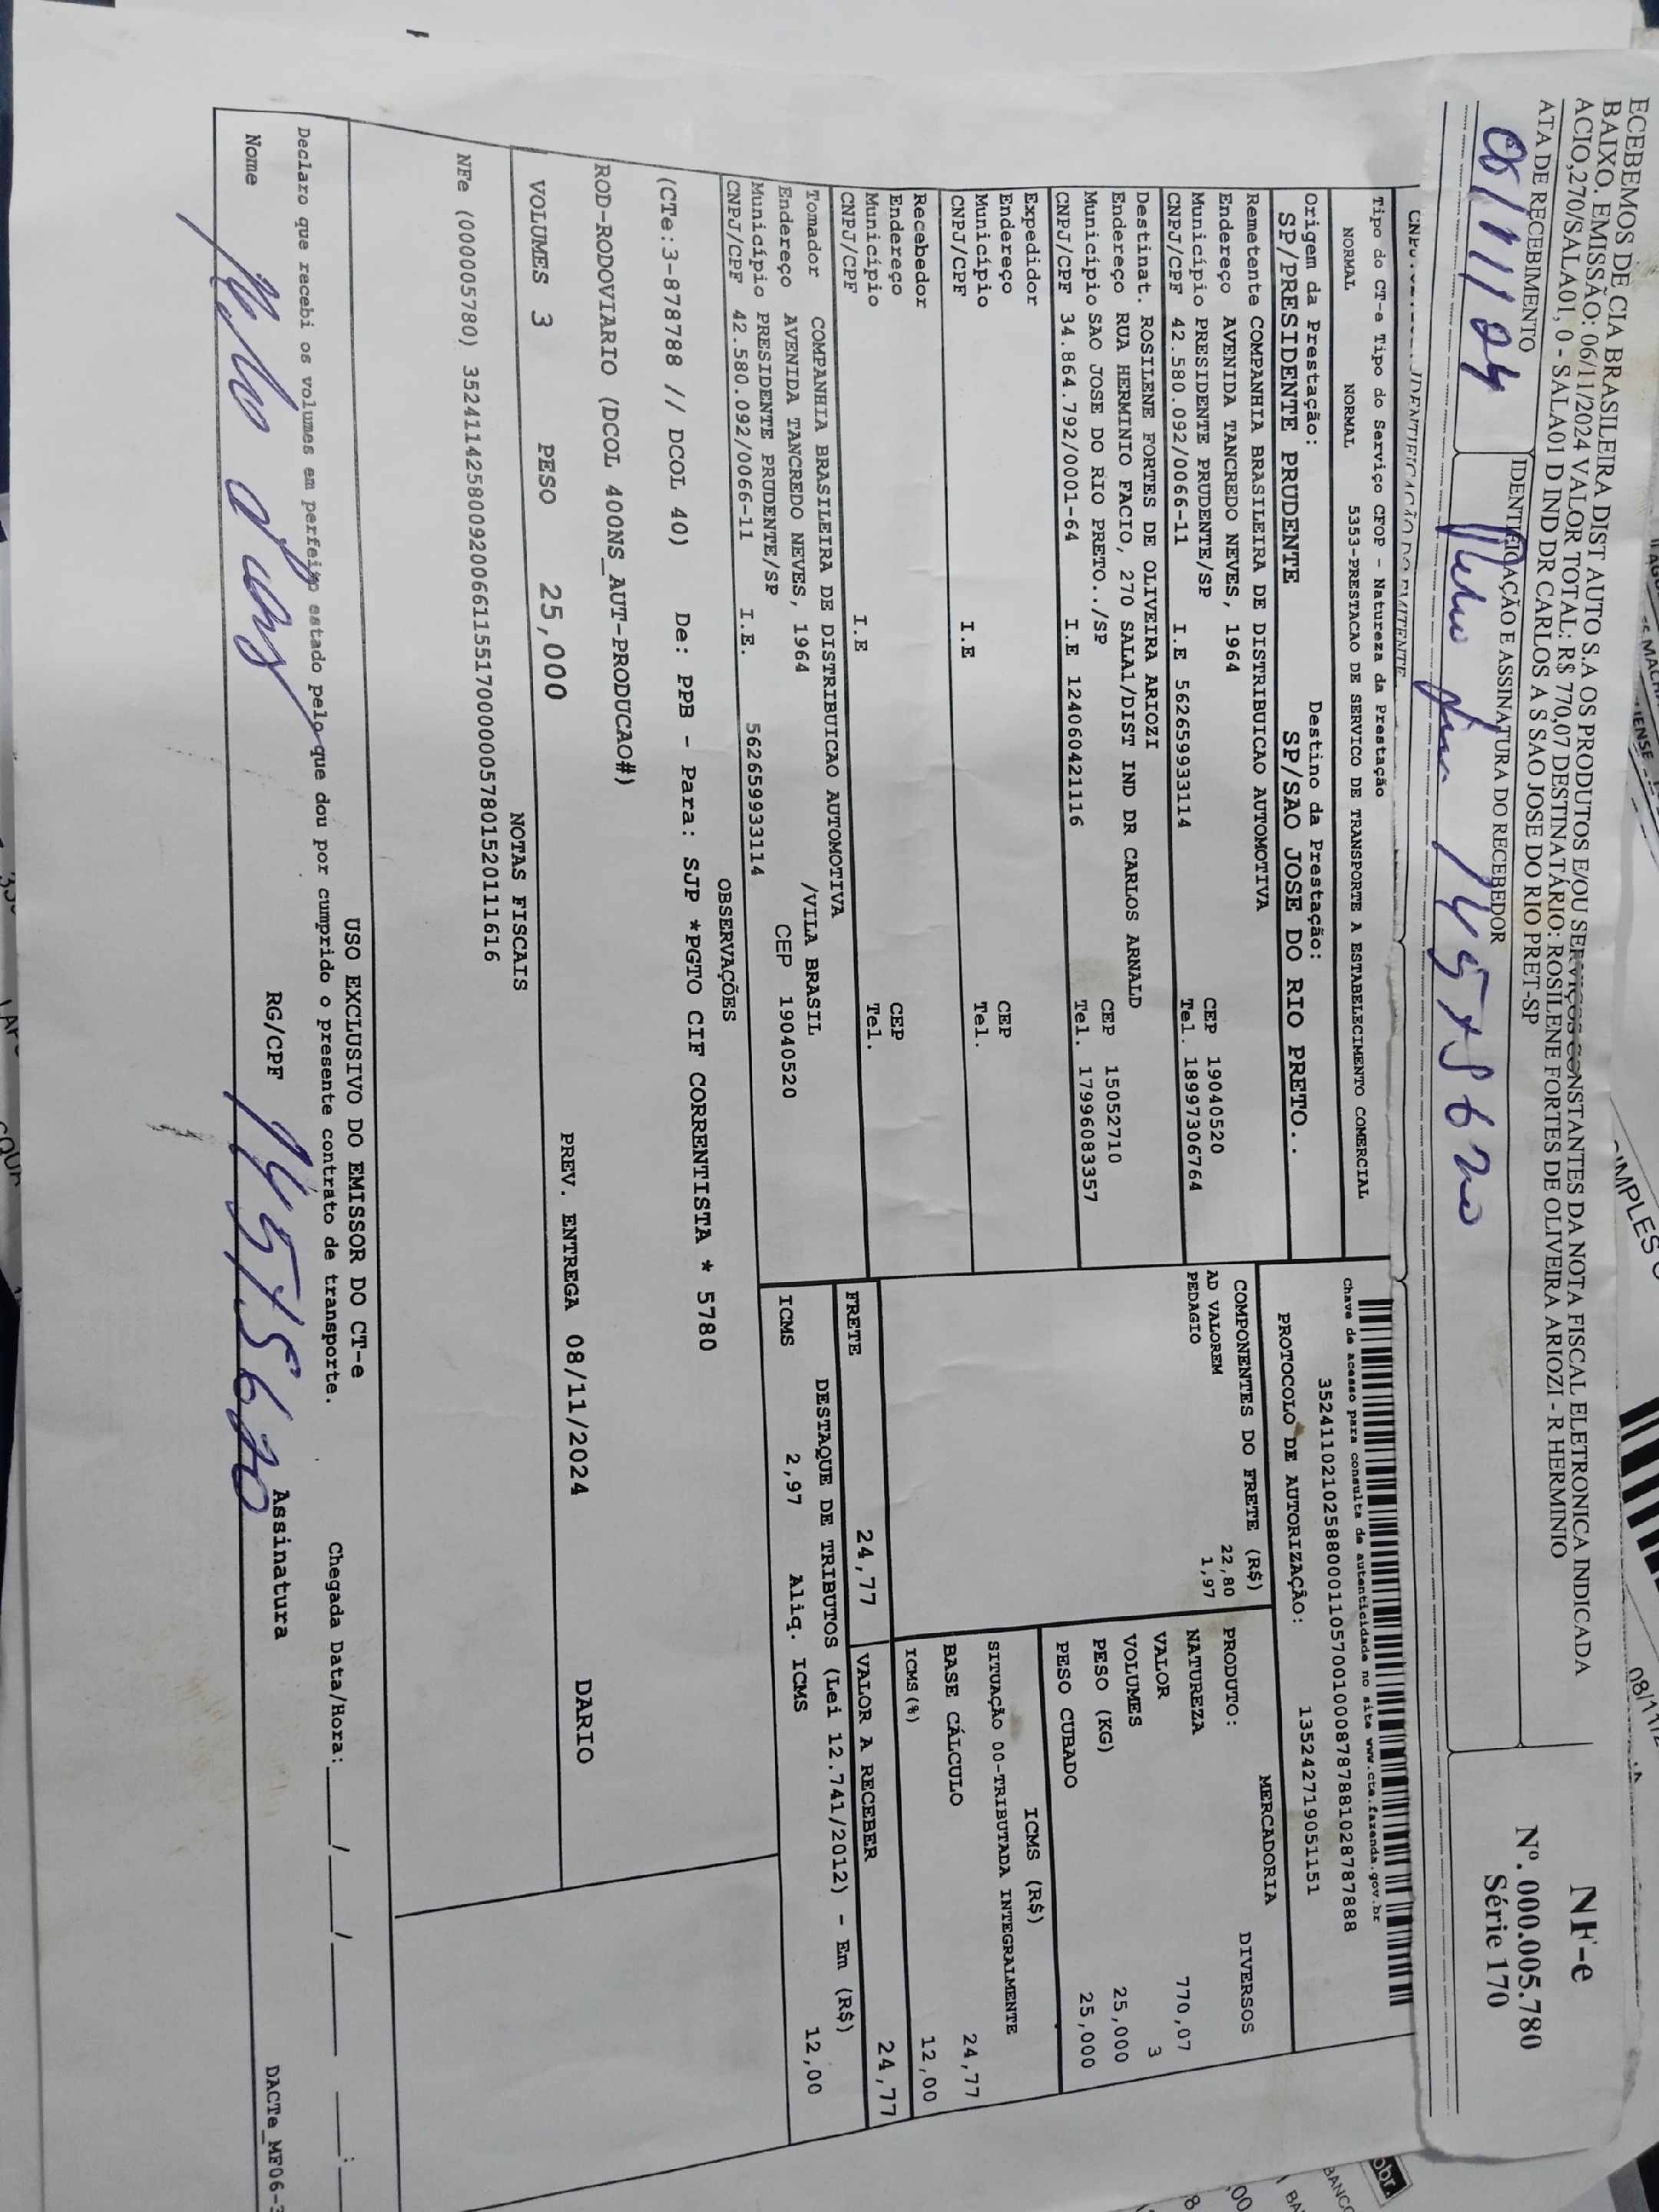 ECEBEMOS DE CIA BRASILEIRA DIST AUTO S.A OS PRODUTOS E/OU SERVIÇOS CONSTANTES DA NOTA FISCAL ELETRONICA INDICADA
BAIXO. EMISSÃO: 06/11/2024 VALOR TOTAL: R$ 770,07 DESTINATÁRIO: ROSILENE FORTES DE OLIVEIRA ARIOZI - R HERMINIO
ACIO,270/SALA01, 0 - SALA01 D IND DR CARLOS A S SAO JOSE DO RIO PRET-SP
NF-e
Nº. 000.005.780
Série 170
ATA DE RECEBIMENTO
IDENTIFICAÇÃO E ASSINATURA DO RECEBEDOR
IDENTIFICAÇÃO DO EMITENTE
Tipo do CT-e Tipo do Serviço CFOP - Natureza da Prestação
NORMAL NORMAL 5353-PRESTACAO DE SERVICO DE TRANSPORTE A ESTABELECIMENTO COMERCIAL
Chave de acesso para consulta de autenticidade no site www.cte.fazenda.gov.br
35241102102588000110570010008787881028787888
Origem da Prestação: Destino da Prestação:
SP/PRESIDENTE PRUDENTE SP/SAO JOSE DO RIO PRETO..
PROTOCOLO DE AUTORIZAÇÃO: 135242719051151
Remetente COMPANHIA BRASILEIRA DE DISTRIBUICAO AUTOMOTIVA
Endereço AVENIDA TANCREDO NEVES, 1964 CEP 19040520
Município PRESIDENTE PRUDENTE/SP Tel. 18997306764
CNPJ/CPF 42.580.092/0066-11 I.E 562659933114
Destinat. ROSILENE FORTES DE OLIVEIRA ARIOZI
Endereço RUA HERMINIO FACIO, 270 SALA1/DIST IND DR CARLOS ARNALD
CEP 15052710
Município SAO JOSE DO RIO PRETO../SP Tel. 17996083357
CNPJ/CPF 34.864.792/0001-64 I.E 124060421116
Expedidor
Endereço CEP
Município Tel.
CNPJ/CPF I.E
Recebedor
Endereço CEP
Município Tel.
CNPJ/CPF I.E
Tomador COMPANHIA BRASILEIRA DE DISTRIBUICAO AUTOMOTIVA
Endereço AVENIDA TANCREDO NEVES, 1964 /VILA BRASIL
Município PRESIDENTE PRUDENTE/SP CEP 19040520
CNPJ/CPF 42.580.092/0066-11 I.E. 562659933114
COMPONENTES DO FRETE (R$)
AD VALOREM 22,80
PEDAGIO 1,97
MERCADORIA
PRODUTO: DIVERSOS
NATUREZA
VALOR 770,07
VOLUMES 3
PESO (KG) 25,000
PESO CUBADO 25,000
ICMS (R$)
SITUAÇÃO 00-TRIBUTADA INTEGRALMENTE
BASE CÁLCULO 24,77
ICMS(%) 12,00
FRETE 24,77 VALOR A RECEBER 24,77
DESTAQUE DE TRIBUTOS (Lei 12.741/2012) - Em (R$)
ICMS 2,97 Aliq. ICMS 12,00
OBSERVAÇÕES
(CTe:3-878788 // DCOL 40) De: PPB - Para: SJP *PGTO CIF CORRENTISTA * 5780
ROD-RODOVIARIO (DCOL 400NS_AUT-PRODUCAO#)
VOLUMES 3 PESO 25,000 PREV. ENTREGA 08/11/2024 DARIO
NOTAS FISCAIS
NFe (000005780) 35241142580092006611551700000057801520111616
USO EXCLUSIVO DO EMISSOR DO CT-e
Declaro que recebi os volumes em perfeito estado pelo que dou por cumprido o presente contrato de transporte. Chegada Data/Hora: ____/____/____ __:__
Nome RG/CPF Assinatura
DACTe_MF06-